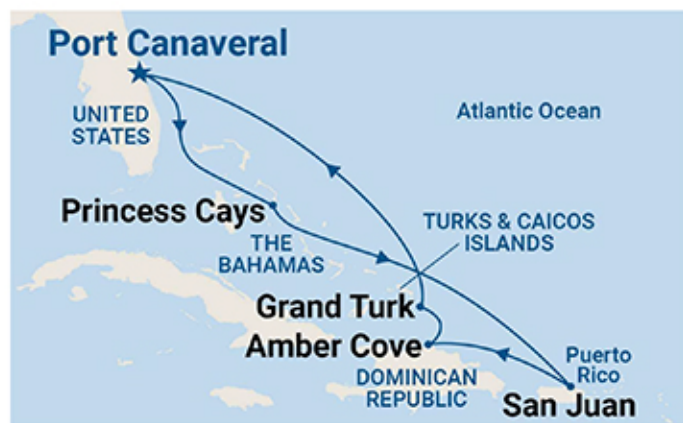 Port Canaveral
UNITED
STATES
Atlantic Ocean
Princess Cays
THE
BAHAMAS
TURKS & CAICOS
ISLANDS
Grand Turk
Amber Cove
DOMINICAN
REPUBLIC
Puerto
Rico
San Juan